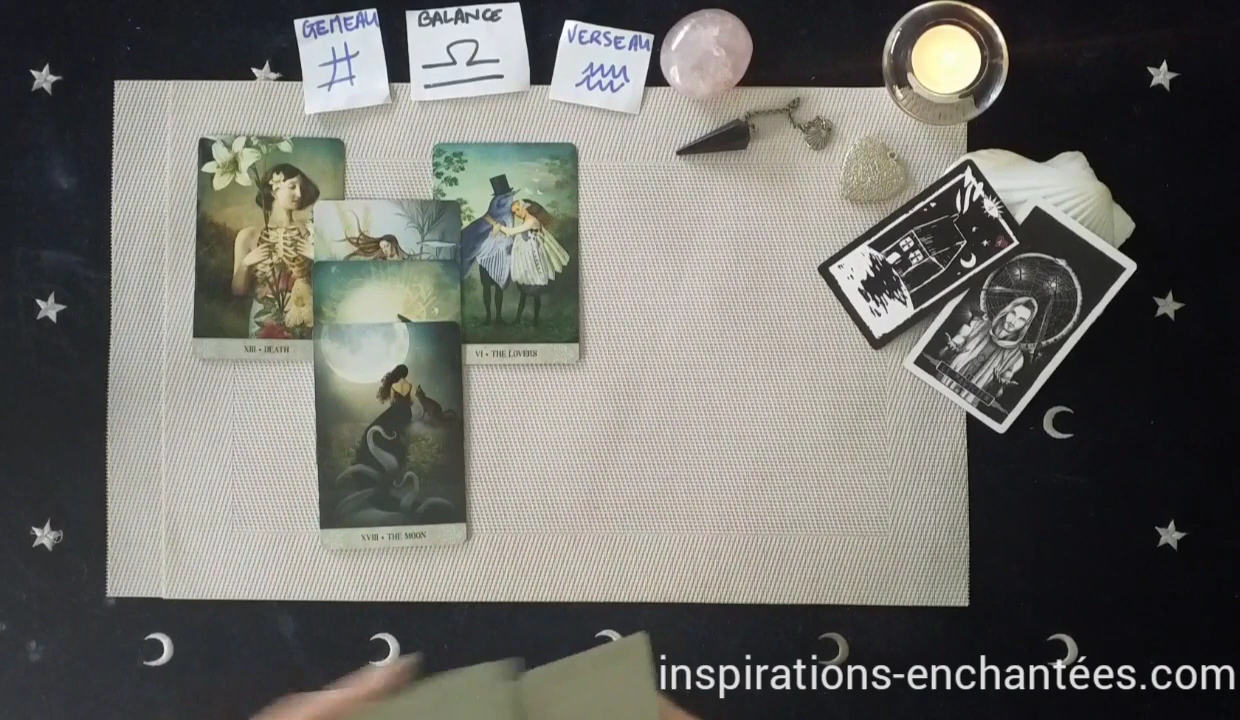 GEMEAU
BALANCE
VERSEAU
XIII • DEATH
VI • THE LOVERS
XVIII • THE MOON
inspirations-enchantées.com